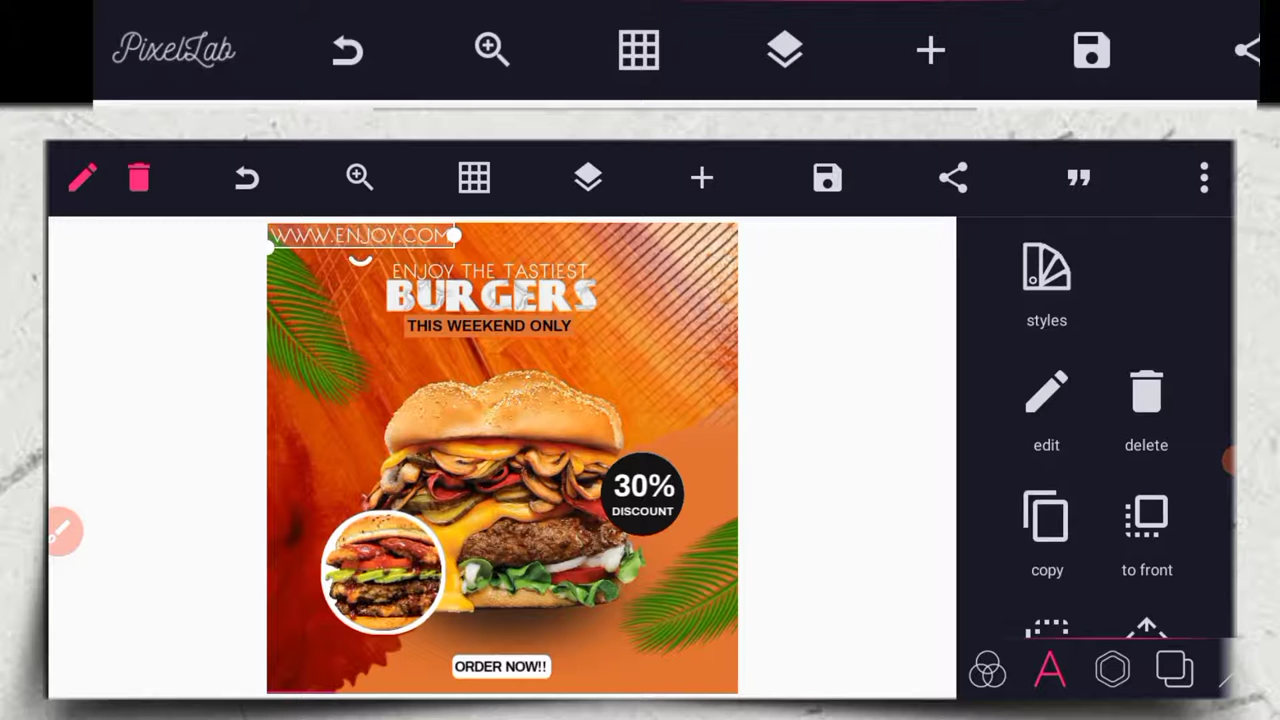 PixelLab
WWW.ENJOY.COM
ENJOY THE TASTIEST
BURGERS
THIS WEEKEND ONLY
30%
DISCOUNT
ORDER NOW!!
styles
edit
delete
copy
to front